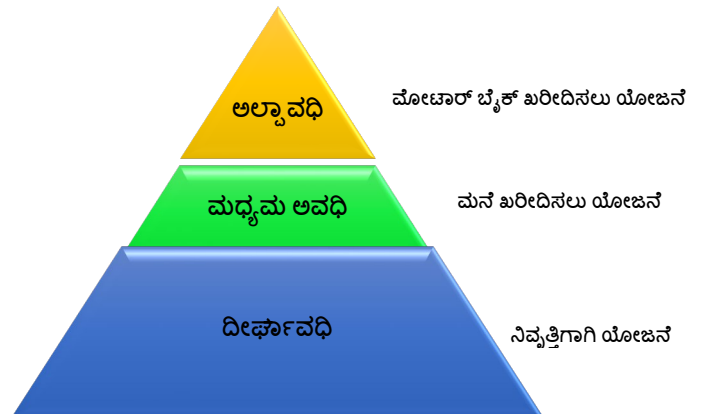 ಅಲ್ಪಾವಧಿ
ಮೋಟಾರ್ ಬೈಕ್ ಖರೀದಿಸಲು ಯೋಜನೆ
ಮಧ್ಯಮ ಅವಧಿ
ಮನೆ ಖರೀದಿಸಲು ಯೋಜನೆ
ದೀರ್ಘಾವಧಿ
ನಿವೃತ್ತಿಗಾಗಿ ಯೋಜನೆ